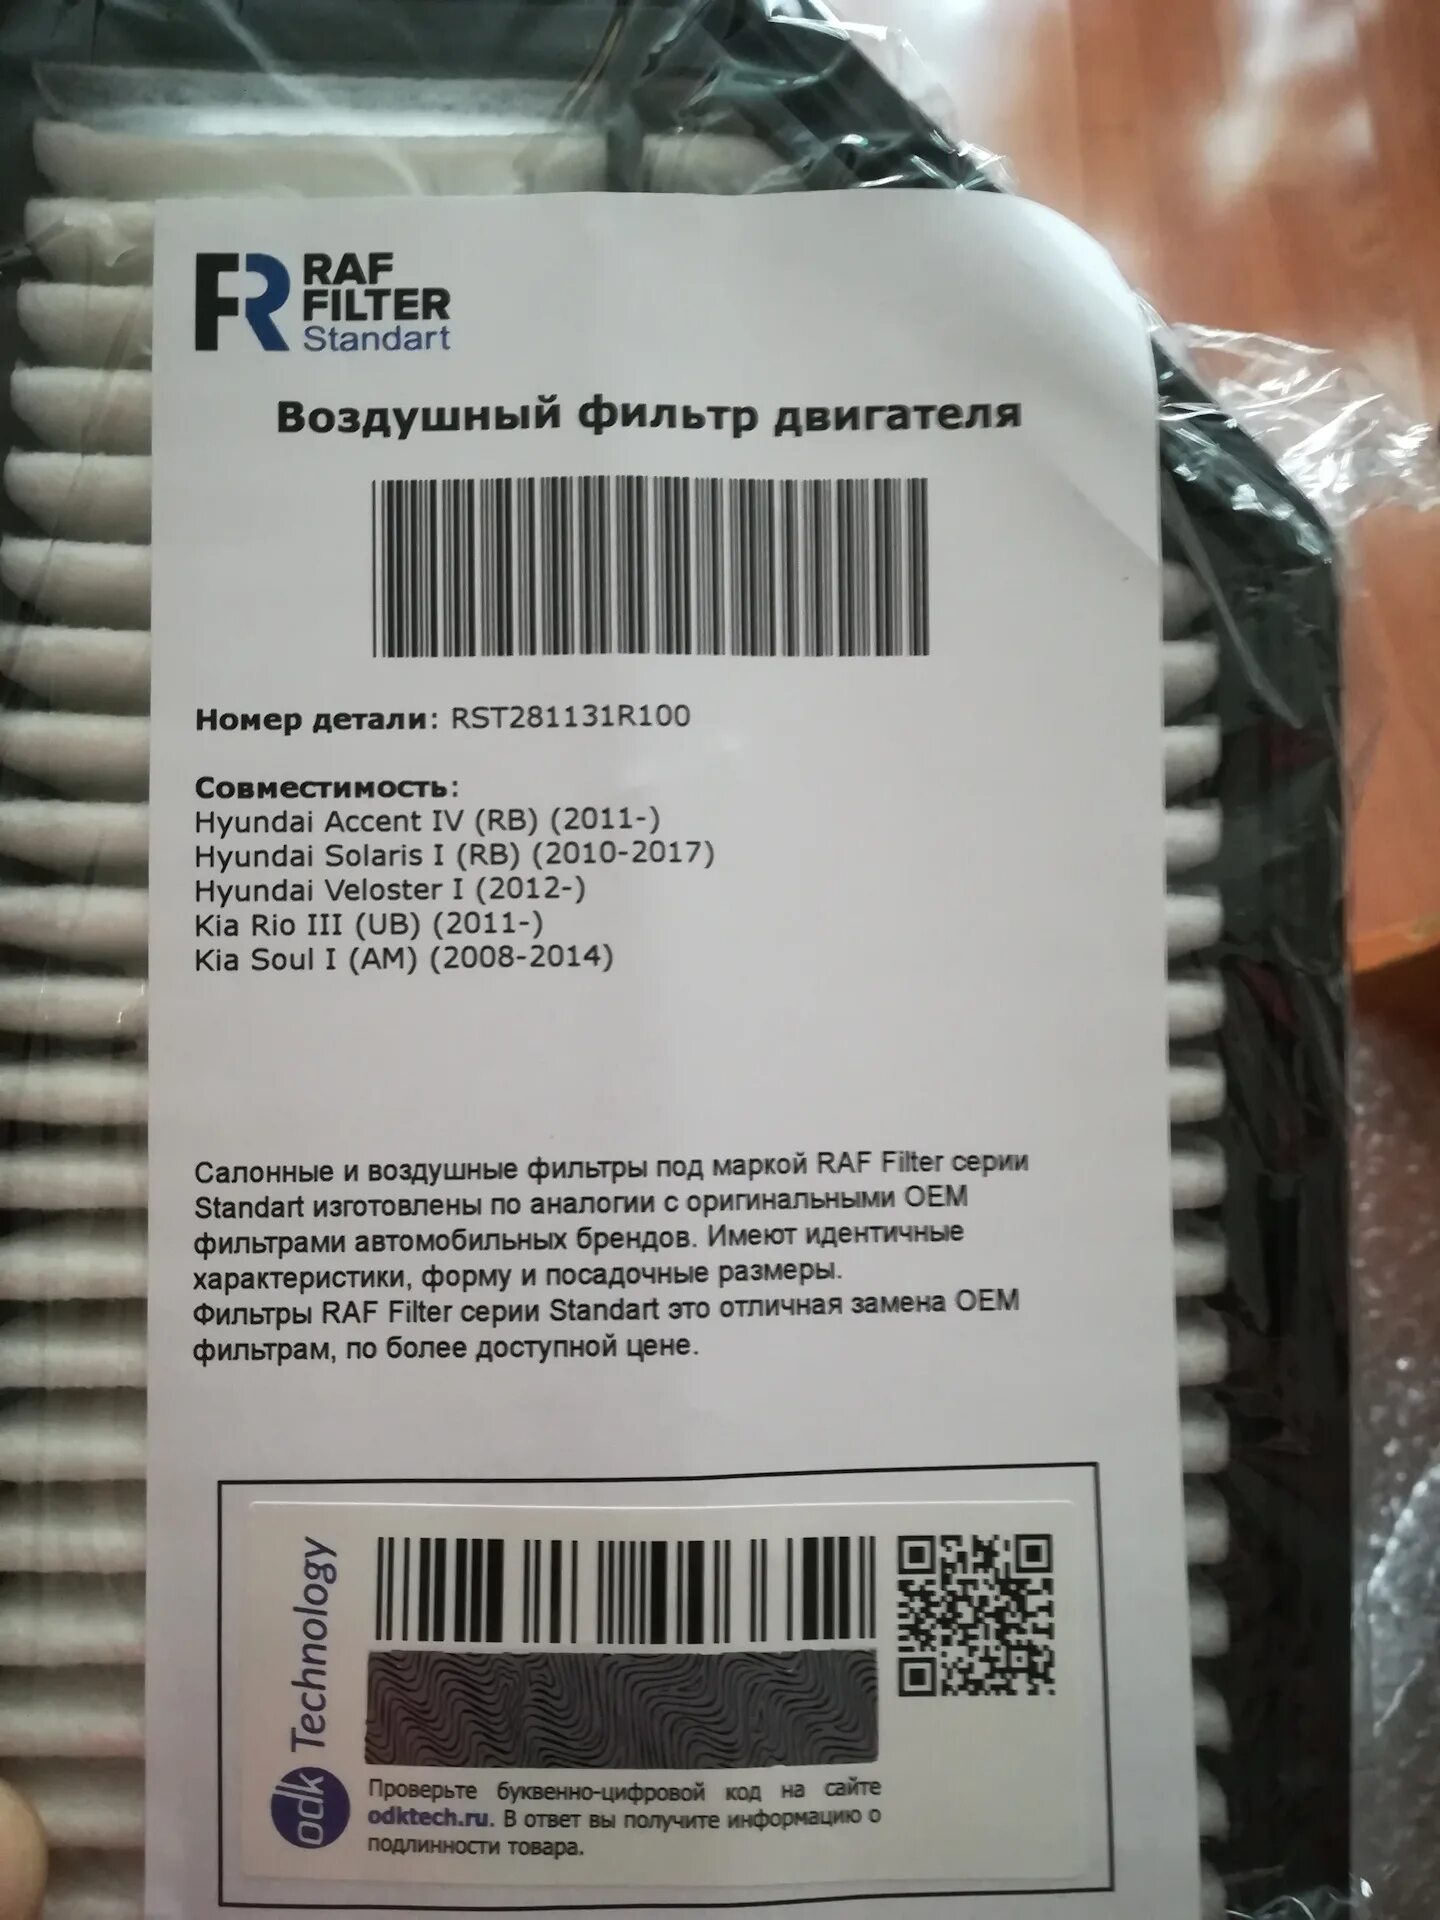 FR RAF
FILTER
Standart
Воздушный фильтр двигателя
Номер детали: RST281131R100
Совместимость:
Hyundai Accent IV (RB) (2011-)
Hyundai Solaris I (RB) (2010-2017)
Hyundai Veloster I (2012-)
Kia Rio III (UB) (2011-)
Kia Soul I (AM) (2008-2014)
Салонные и воздушные фильтры под маркой RAF Filter серии
Standart изготовлены по аналогии с оригинальными OEM
фильтрами автомобильных брендов. Имеют идентичные
характеристики, форму и посадочные размеры.
Фильтры RAF Filter серии Standart это отличная замена OEM
фильтрам, по более доступной цене.
odk Technology
Проверьте буквенно-цифровой код на сайте
odktech.ru. В ответ вы получите информацию о
подлинности товара.